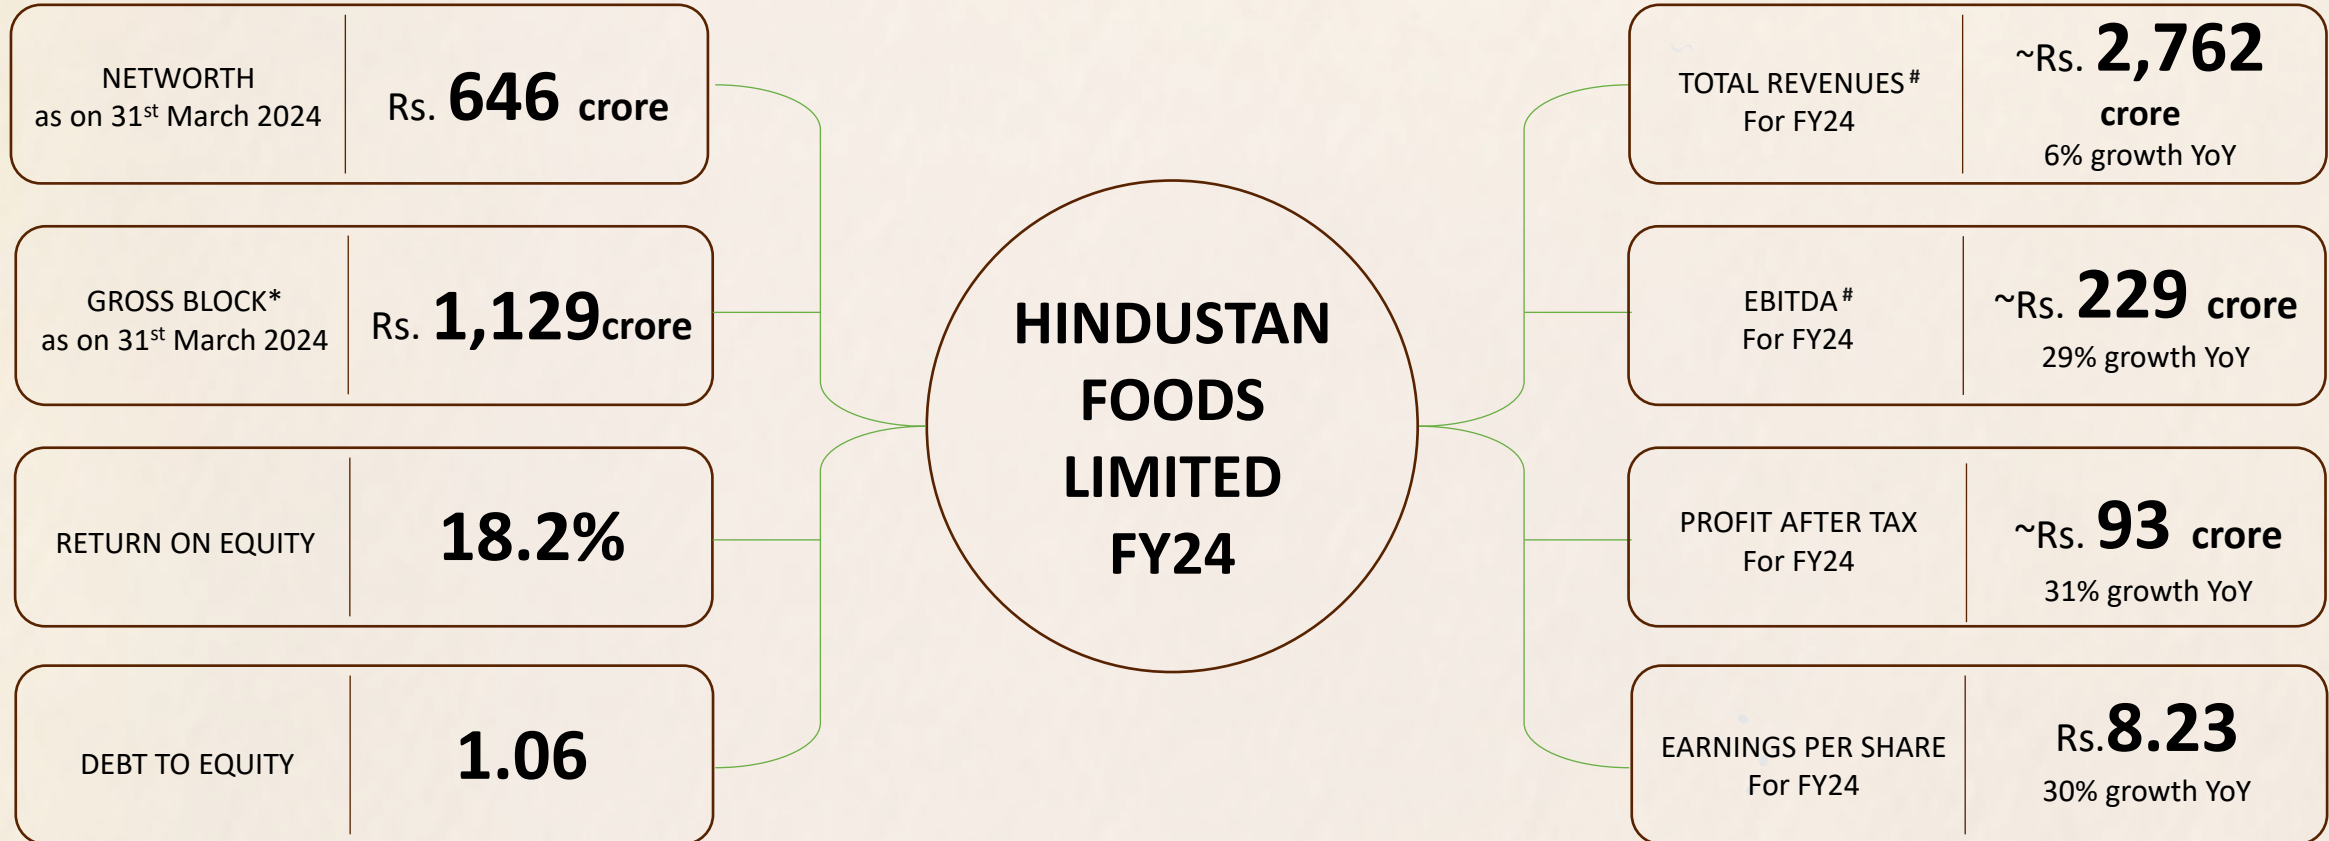 NETWORTH
as on 31st March 2024
Rs. 646 crore
GROSS BLOCK*
as on 31st March 2024
Rs. 1,129crore
RETURN ON EQUITY
18.2%
DEBT TO EQUITY
1.06
HINDUSTAN
FOODS
LIMITED
FY24
TOTAL REVENUES#
For FY24
~Rs. 2,762
crore
6% growth YoY
EBITDA#
For FY24
~Rs. 229 crore
29% growth YoY
PROFIT AFTER TAX
For FY24
~Rs. 93 crore
31% growth YoY
EARNINGS PER SHARE
For FY24
Rs.8.23
30% growth YoY